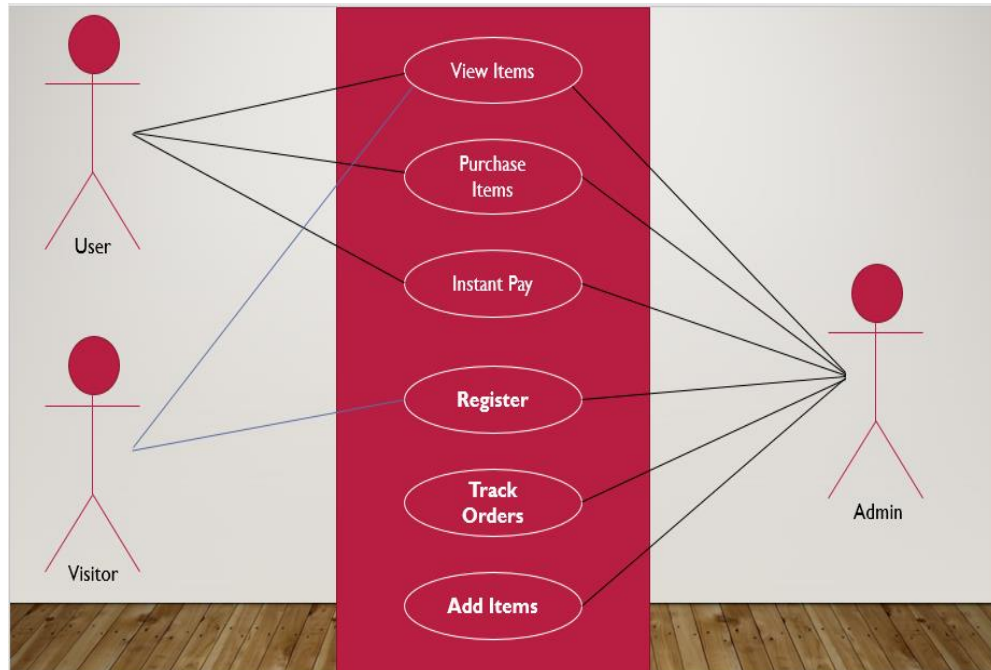 View Items
Purchase
Items
User
Instant Pay
Register
Track
Orders
Admin
Visitor
Add Items